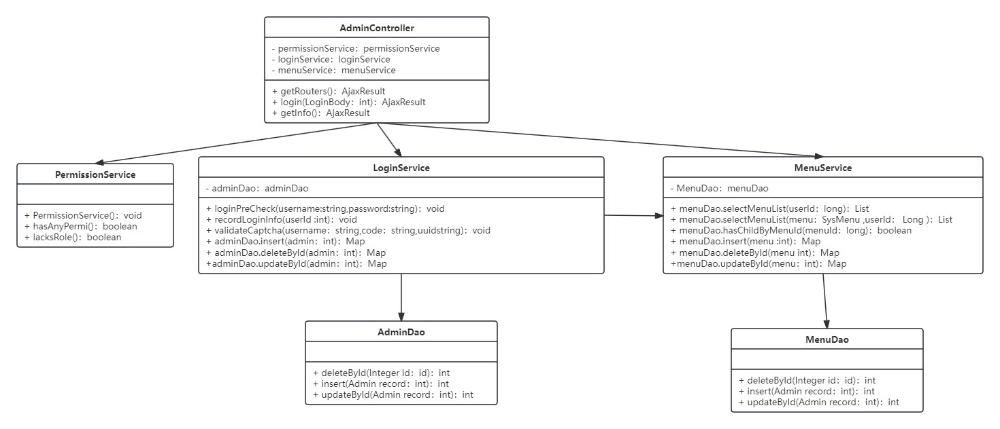 AdminController
- permissionService：permissionService
- loginService：loginService
- menuService：menuService
+ getRouters()：AjaxResult
+ login(LoginBody：int)：AjaxResult
+ getInfo()：AjaxResult
PermissionService
+ PermissionService()：void
+ hasAnyPermi()：boolean
+ lacksRole()：boolean
LoginService
- adminDao：adminDao
+ loginPreCheck(username:string,password:string)：void
+ recordLoginInfo(userId :int)：void
+ validateCaptcha(username：string,code：string,uuidstring)：void
+ adminDao.insert(admin：int)：Map
+ adminDao.deleteById(admin：int)：Map
+adminDao.updateById(admin：int)：Map
MenuService
- MenuDao：menuDao
+ menuDao.selectMenuList(userId：long)：List
+ menuDao.selectMenuList(menu：SysMenu ,userId： Long )：List
+ menuDao.hasChildByMenuId(menuId：long)：boolean
+ menuDao.insert(menu :int)：Map
+ menuDao.deleteById(menu int)：Map
+menuDao.updateById(menu：int)：Map
AdminDao
+ deleteById(Integer id：id)：int
+ insert(Admin record：int)：int
+ updateById(Admin record：int)：int
MenuDao
+ deleteById(Integer id：id)：int
+ insert(Admin record：int)：int
+ updateById(Admin record：int)：int